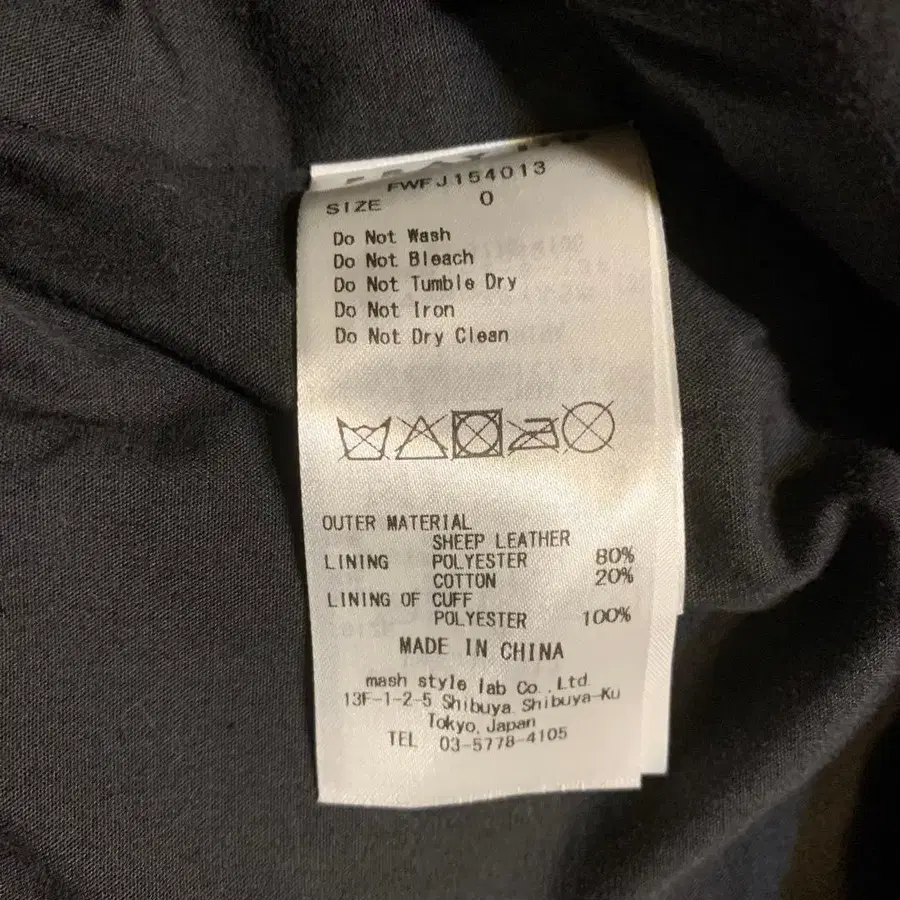 FWFJ154013
SIZE 0
Do Not Wash
Do Not Bleach
Do Not Tumble Dry
Do Not Iron
Do Not Dry Clean
OUTER MATERIAL
SHEEP LEATHER
LINING POLYESTER 80%
COTTON 20%
LINING OF CUFF
POLYESTER 100%
MADE IN CHINA
mash style lab Co.,Ltd.
13F-1-2-5 Shibuya, Shibuya-Ku
Tokyo, Japan
TEL 03-5778-4105